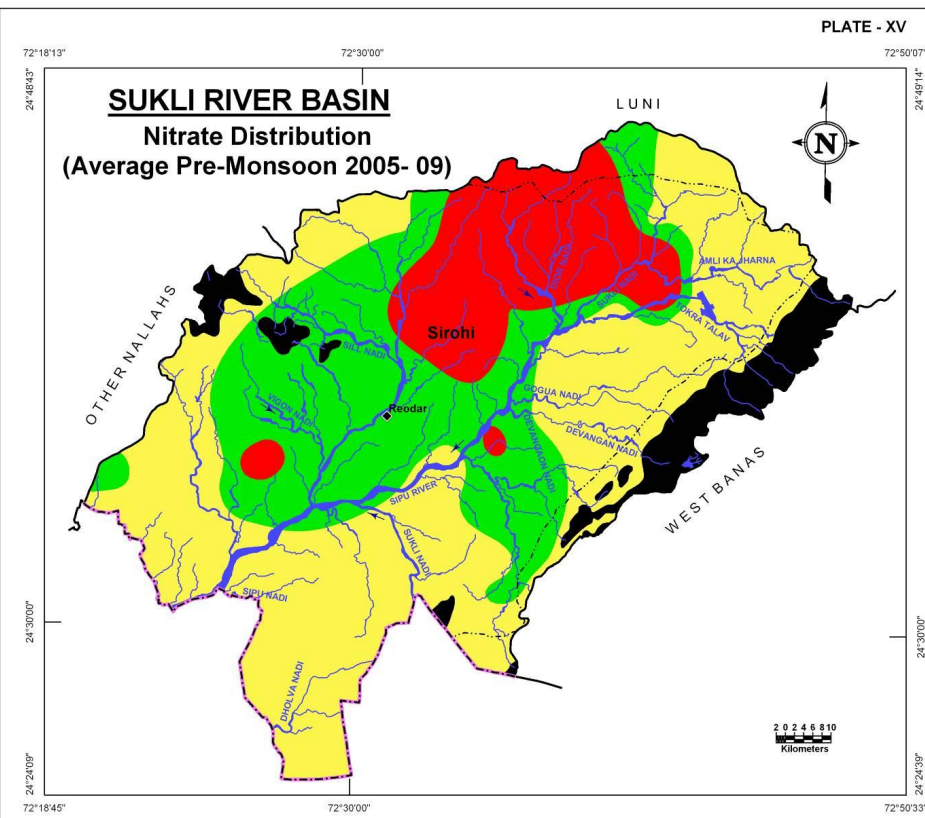 PLATE - XV
72°18'13"
72°30'00"
72°50'07"
24°48'43"
24°49'14"
SUKLI RIVER BASIN
Nitrate Distribution
(Average Pre-Monsoon 2005- 09)
LUNI
N
AMLI KA JHARNA
SUKLI NADI
OTHER NALLAHS
Sirohi
SILL NADI
GOGUA NADI
VIGON NADI
Reodar
DEVANGAN NADI
WEST BANAS
SIPU RIVER
SUKLI NADI
SIPU NADI
24°30'00"
24°30'00"
DHOLVA NADI
2 0 2 4 6 8 10
Kilometers
24°24'09"
24°24'39"
72°18'45"
72°30'00"
72°50'33"